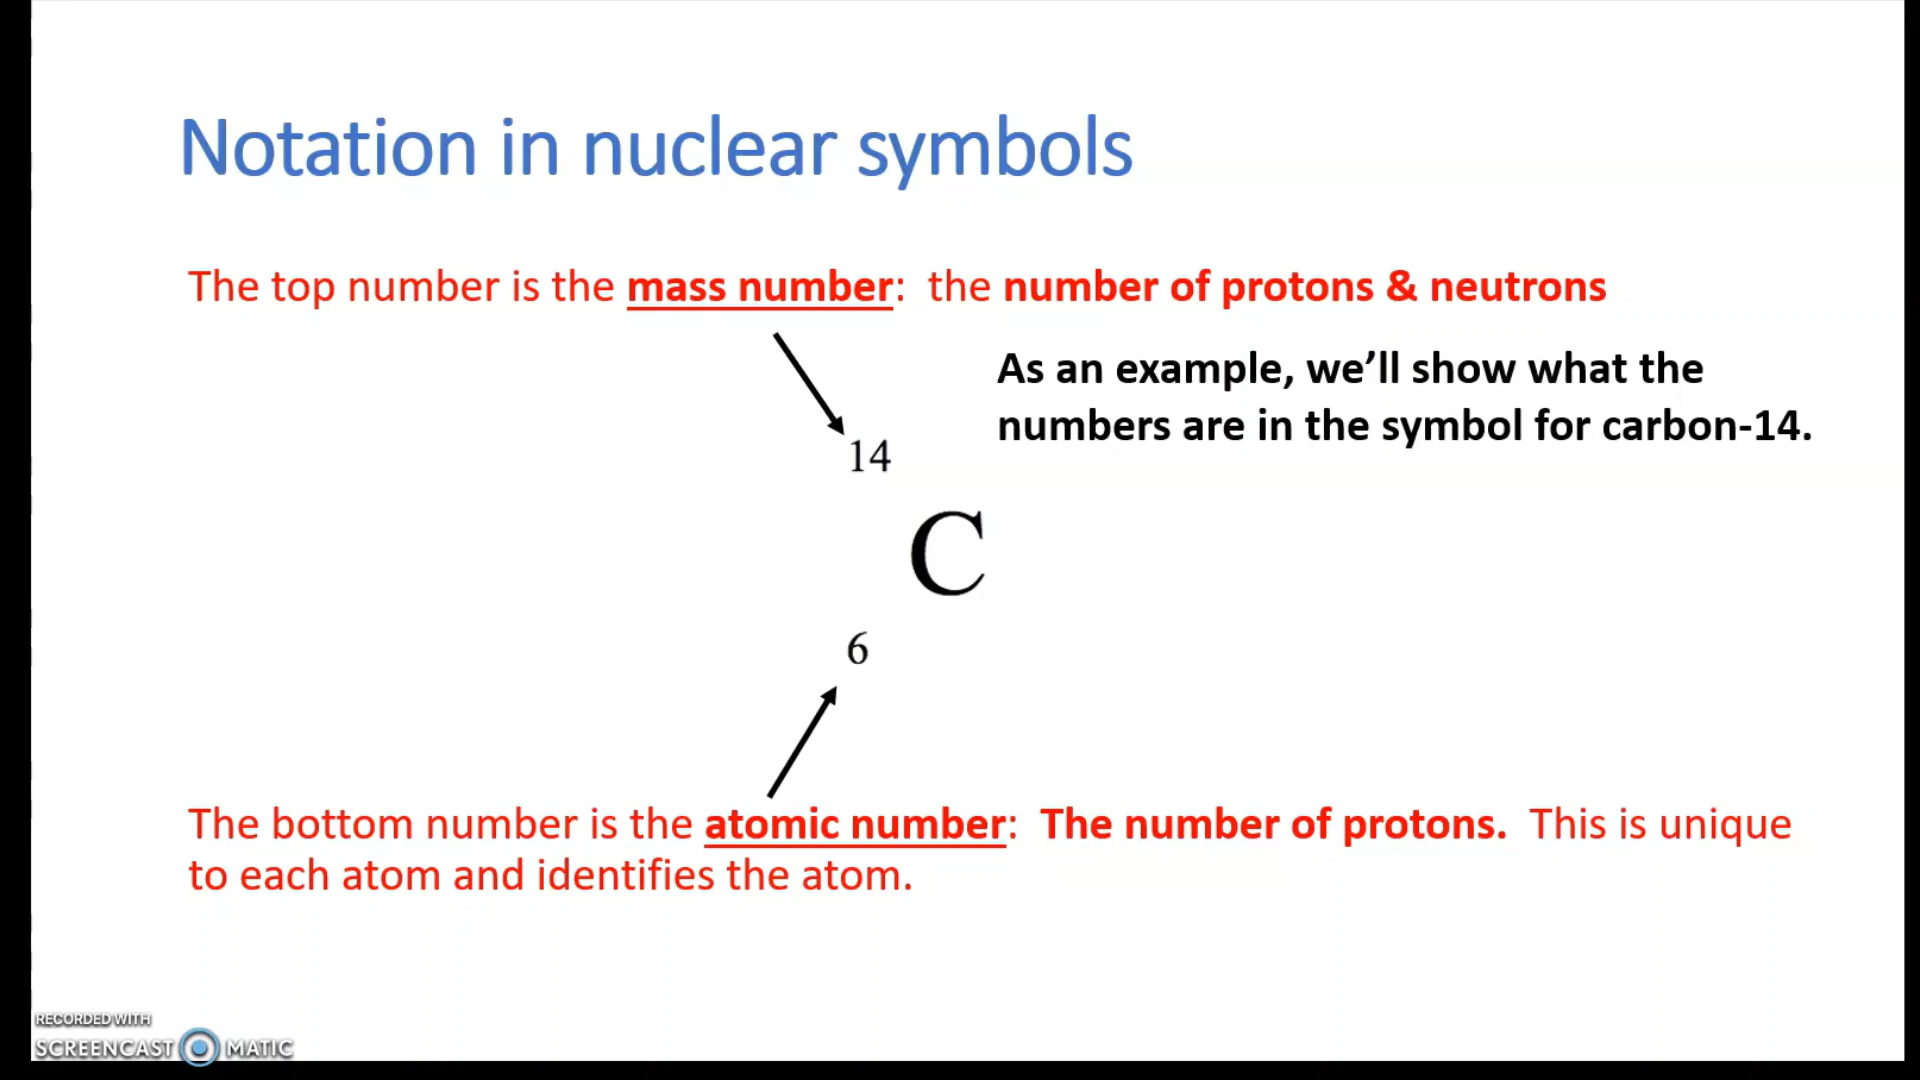 Notation in nuclear symbols
The top number is the mass number:  the number of protons & neutrons
As an example, we’ll show what the
numbers are in the symbol for carbon-14.
14
C
6
The bottom number is the atomic number:  The number of protons.  This is unique
to each atom and identifies the atom.
RECORDED WITH
SCREENCAST MATIC